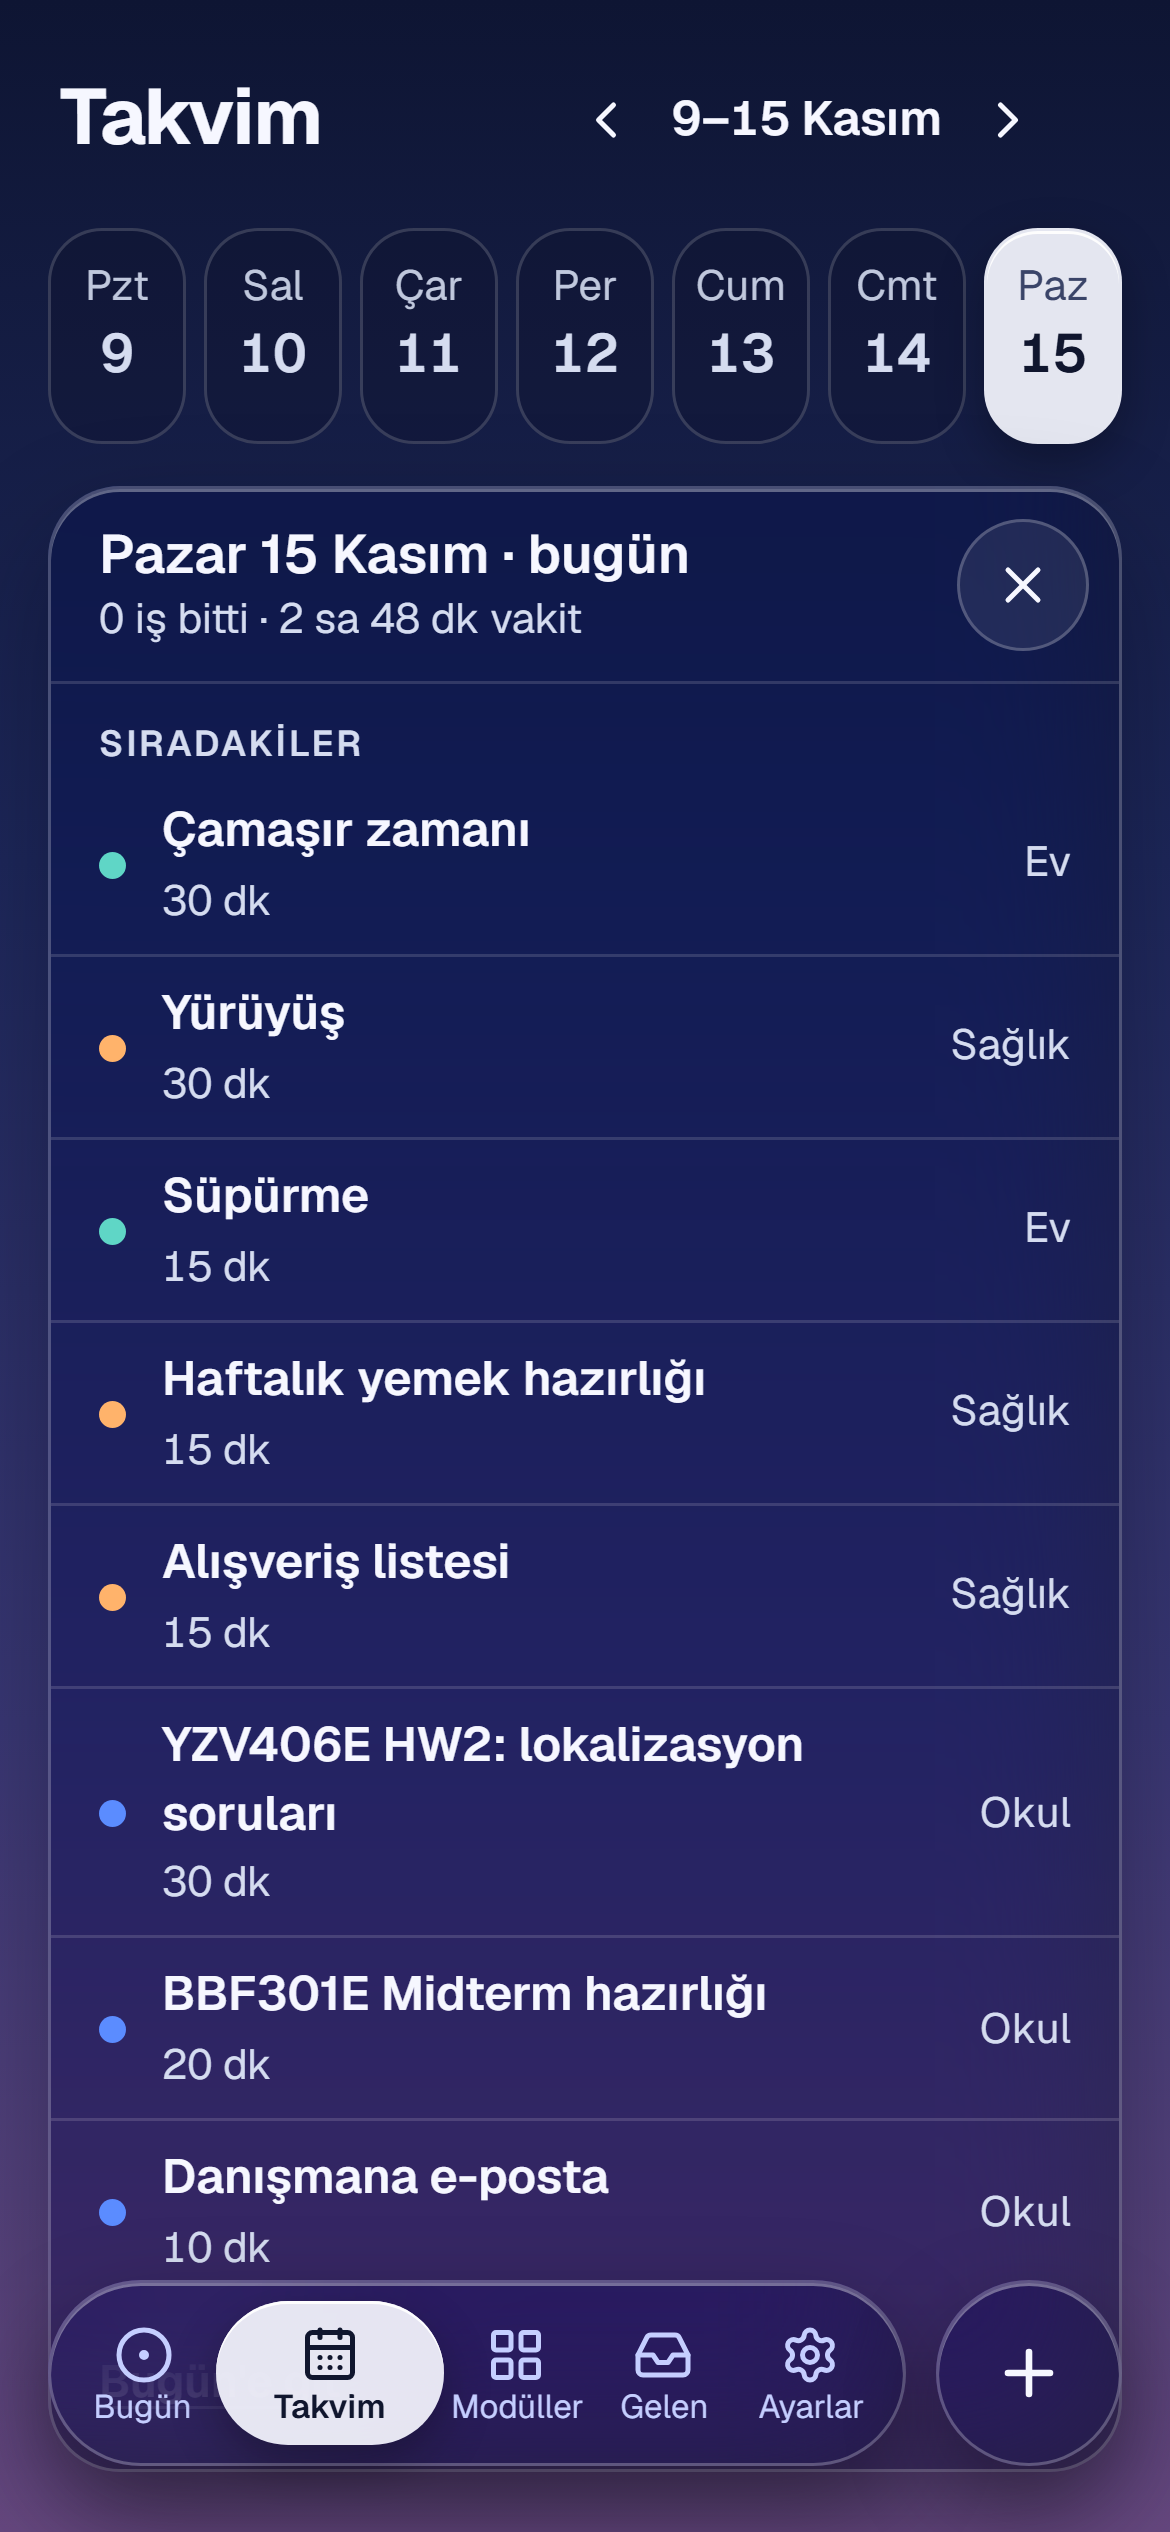 Takvim
9–15 Kasım
Pzt Sal Çar Per Cum Cmt Paz
9 10 11 12 13 14 15
Pazar 15 Kasım · bugün
0 iş bitti · 2 sa 48 dk vakit
SIRADAKİLER
Çamaşır zamanı
30 dk
Ev
Yürüyüş
30 dk
Sağlık
Süpürme
15 dk
Ev
Haftalık yemek hazırlığı
15 dk
Sağlık
Alışveriş listesi
15 dk
Sağlık
YZV406E HW2: lokalizasyon
soruları
30 dk
Okul
BBF301E Midterm hazırlığı
20 dk
Okul
Danışmana e-posta
10 dk
Okul
Bugün Takvim Modüller Gelen Ayarlar